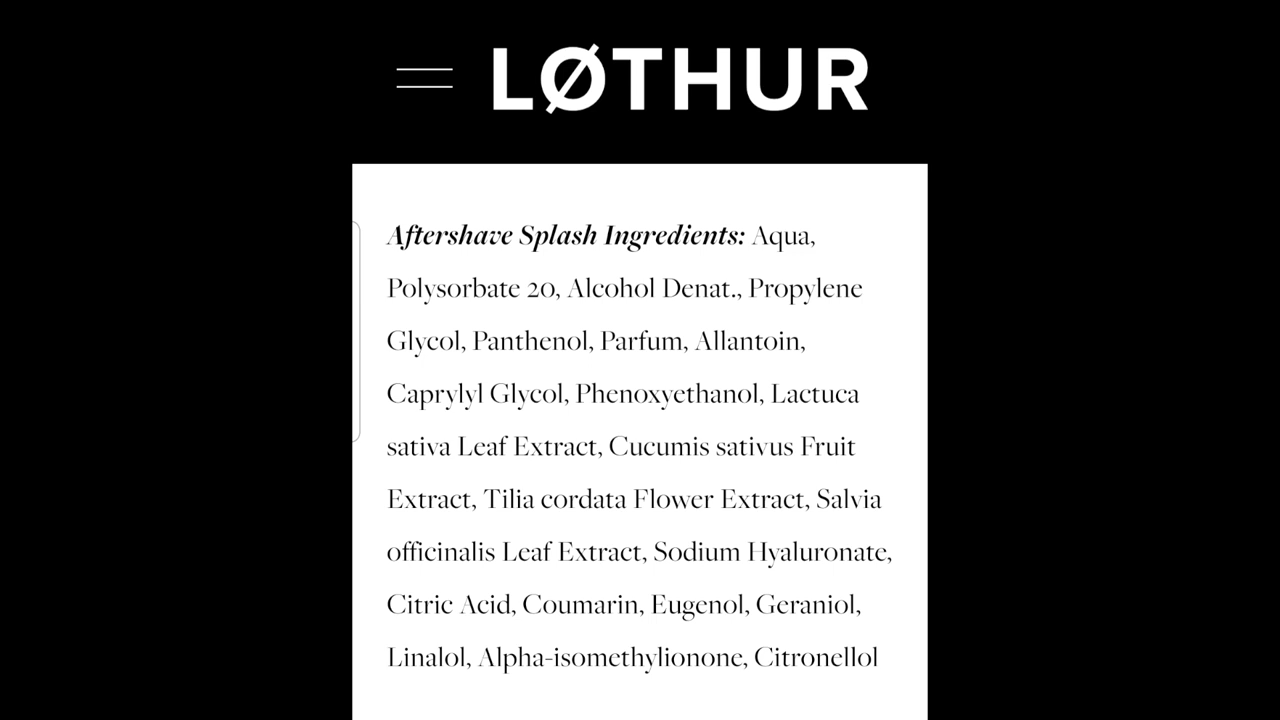 LØTHUR
Aftershave Splash Ingredients: Aqua,
Polysorbate 20, Alcohol Denat., Propylene
Glycol, Panthenol, Parfum, Allantoin,
Caprylyl Glycol, Phenoxyethanol, Lactuca
sativa Leaf Extract, Cucumis sativus Fruit
Extract, Tilia cordata Flower Extract, Salvia
officinalis Leaf Extract, Sodium Hyaluronate,
Citric Acid, Coumarin, Eugenol, Geraniol,
Linalol, Alpha-isomethylionone, Citronellol